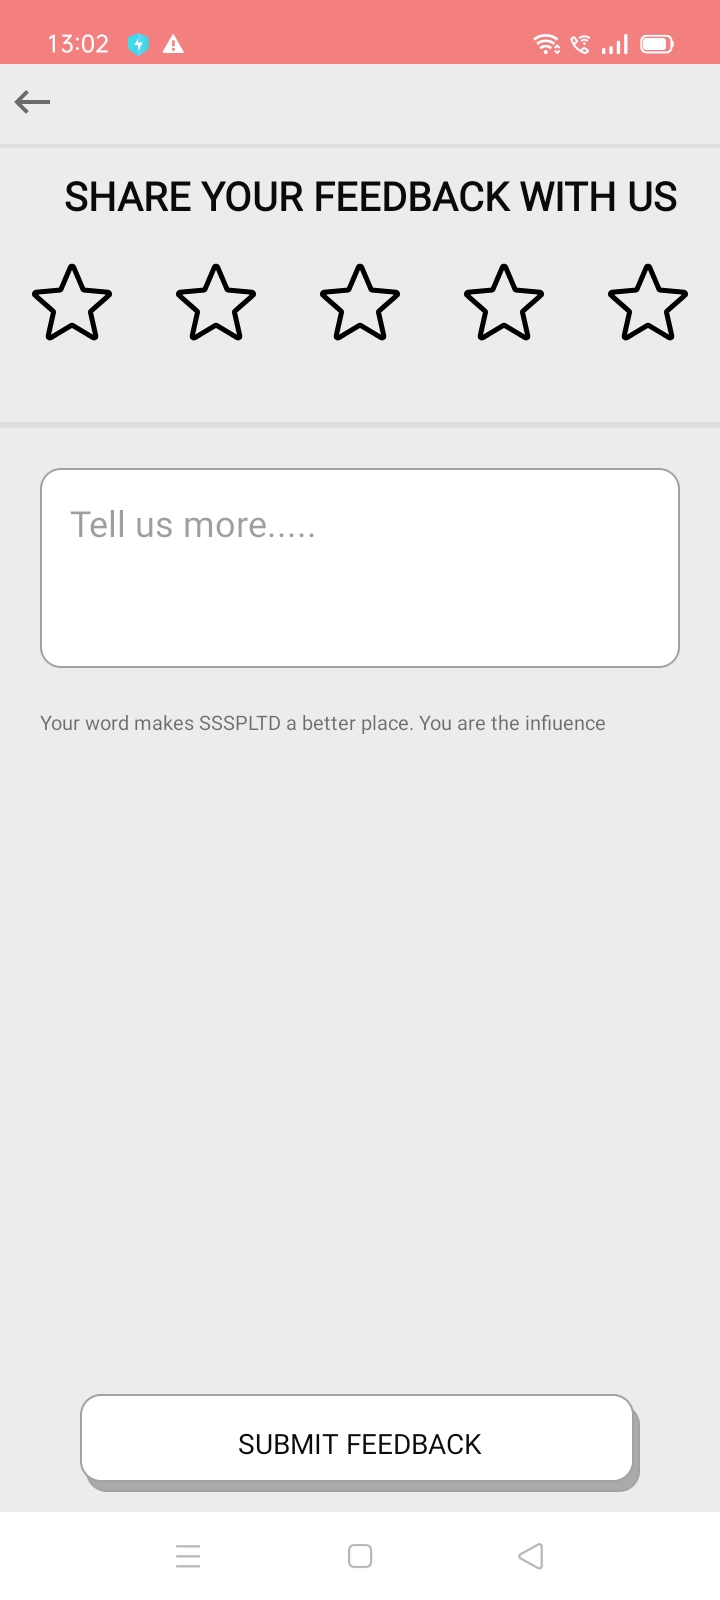 13:02
SHARE YOUR FEEDBACK WITH US
Tell us more.....
Your word makes SSSPLTD a better place. You are the infiuence
SUBMIT FEEDBACK